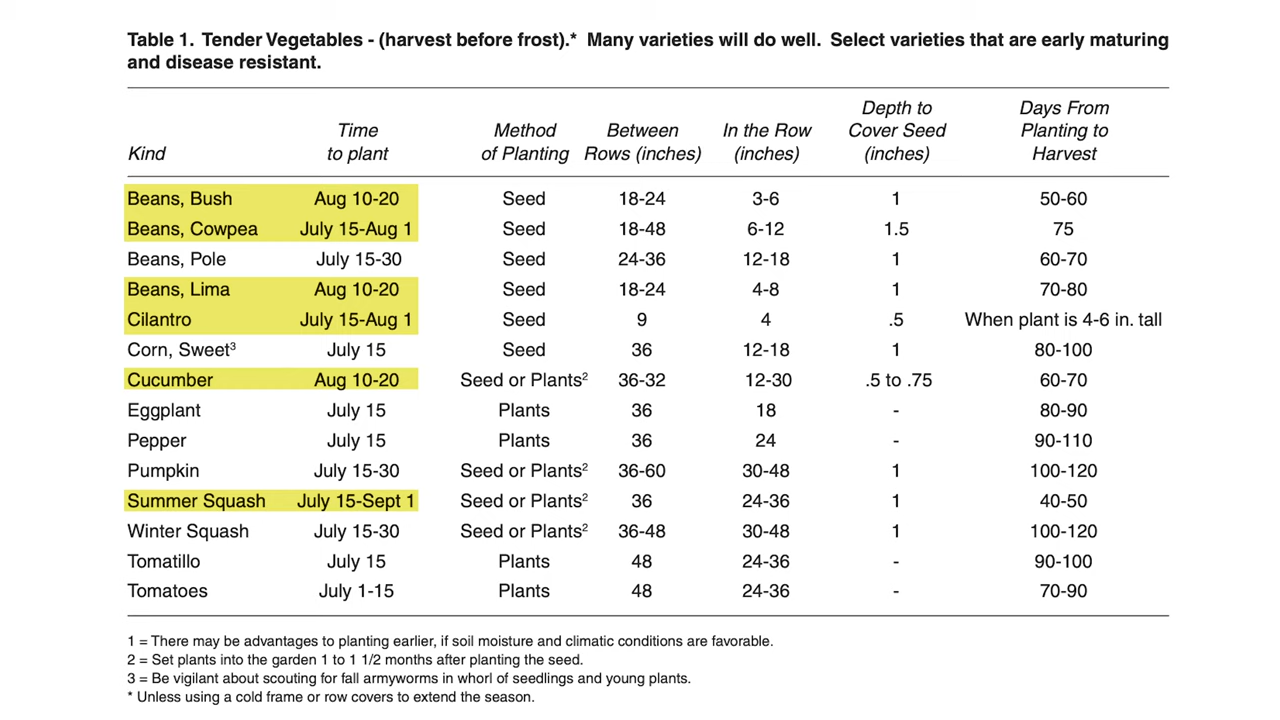 Table 1. Tender Vegetables - (harvest before frost).* Many varieties will do well. Select varieties that are early maturing
and disease resistant.
Kind Time to plant Method of Planting Between Rows (inches) In the Row (inches) Depth to Cover Seed (inches) Days From Planting to Harvest
Beans, Bush Aug 10-20 Seed 18-24 3-6 1 50-60
Beans, Cowpea July 15-Aug 1 Seed 18-48 6-12 1.5 75
Beans, Pole July 15-30 Seed 24-36 12-18 1 60-70
Beans, Lima Aug 10-20 Seed 18-24 4-8 1 70-80
Cilantro July 15-Aug 1 Seed 9 4 .5 When plant is 4-6 in. tall
Corn, Sweet³ July 15 Seed 36 12-18 1 80-100
Cucumber Aug 10-20 Seed or Plants² 36-32 12-30 .5 to .75 60-70
Eggplant July 15 Plants 36 18 - 80-90
Pepper July 15 Plants 36 24 - 90-110
Pumpkin July 15-30 Seed or Plants² 36-60 30-48 1 100-120
Summer Squash July 15-Sept 1 Seed or Plants² 36 24-36 1 40-50
Winter Squash July 15-30 Seed or Plants² 36-48 30-48 1 100-120
Tomatillo July 15 Plants 48 24-36 - 90-100
Tomatoes July 1-15 Plants 48 24-36 - 70-90
1 = There may be advantages to planting earlier, if soil moisture and climatic conditions are favorable.
2 = Set plants into the garden 1 to 1 1/2 months after planting the seed.
3 = Be vigilant about scouting for fall armyworms in whorl of seedlings and young plants.
* Unless using a cold frame or row covers to extend the season.